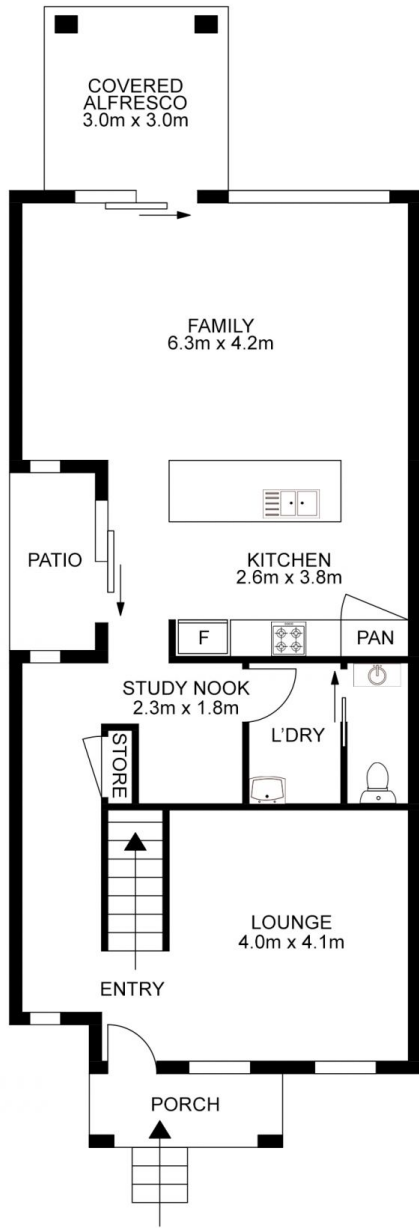 COVERED
ALFRESCO
3.0m x 3.0m
FAMILY
6.3m x 4.2m
PATIO
KITCHEN
2.6m x 3.8m
F
PAN
STUDY NOOK
2.3m x 1.8m
L'DRY
STORE
LOUNGE
4.0m x 4.1m
ENTRY
PORCH